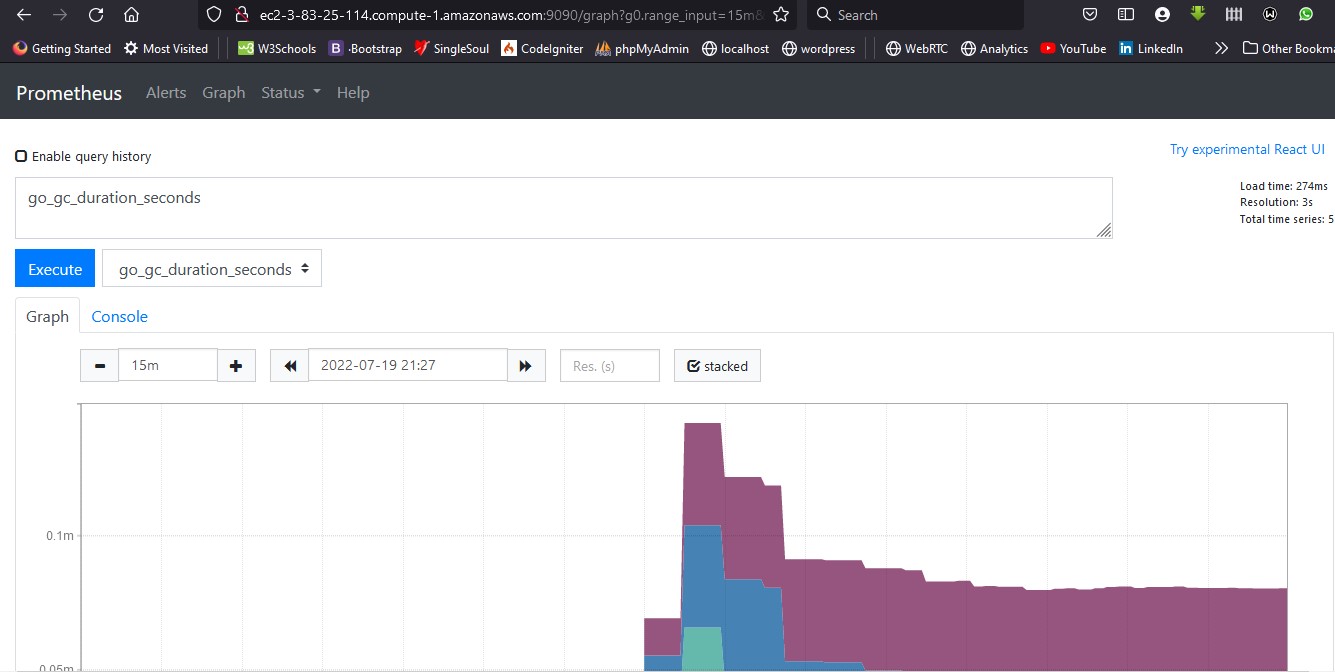 ec2-3-83-25-114.compute-1.amazonaws.com:9090/graph?g0.range_input=15m& Search
Getting Started Most Visited W3Schools ·Bootstrap SingleSoul CodeIgniter phpMyAdmin localhost wordpress WebRTC Analytics YouTube LinkedIn Other Bookma
Prometheus Alerts Graph Status Help
Enable query history
Try experimental React UI
go_gc_duration_seconds
Load time: 274ms
Resolution: 3s
Total time series: 5
Execute go_gc_duration_seconds
Graph Console
15m 2022-07-19 21:27 Res. (s) stacked
0.1m
0.05m